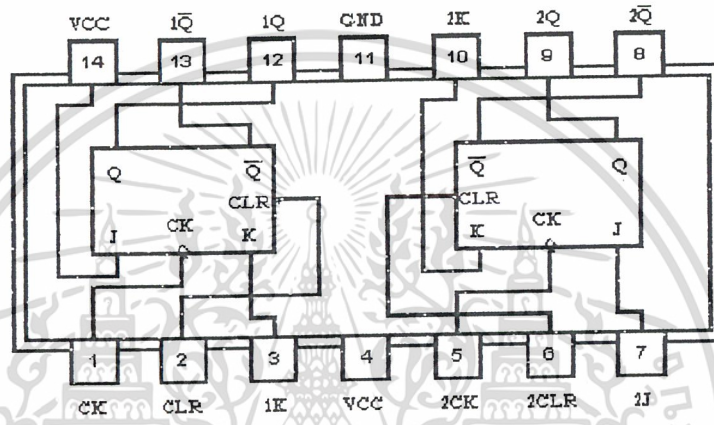 VCC 1Q̅ 1Q GND 2K 2Q 2Q̅
14 13 12 11 10 9 8
Q Q̅ Q̅ Q
CLR CLR
CK CK
J K K J
1 2 3 4 5 6 7
CK CLR 1K VCC 2CK 2CLR 2J